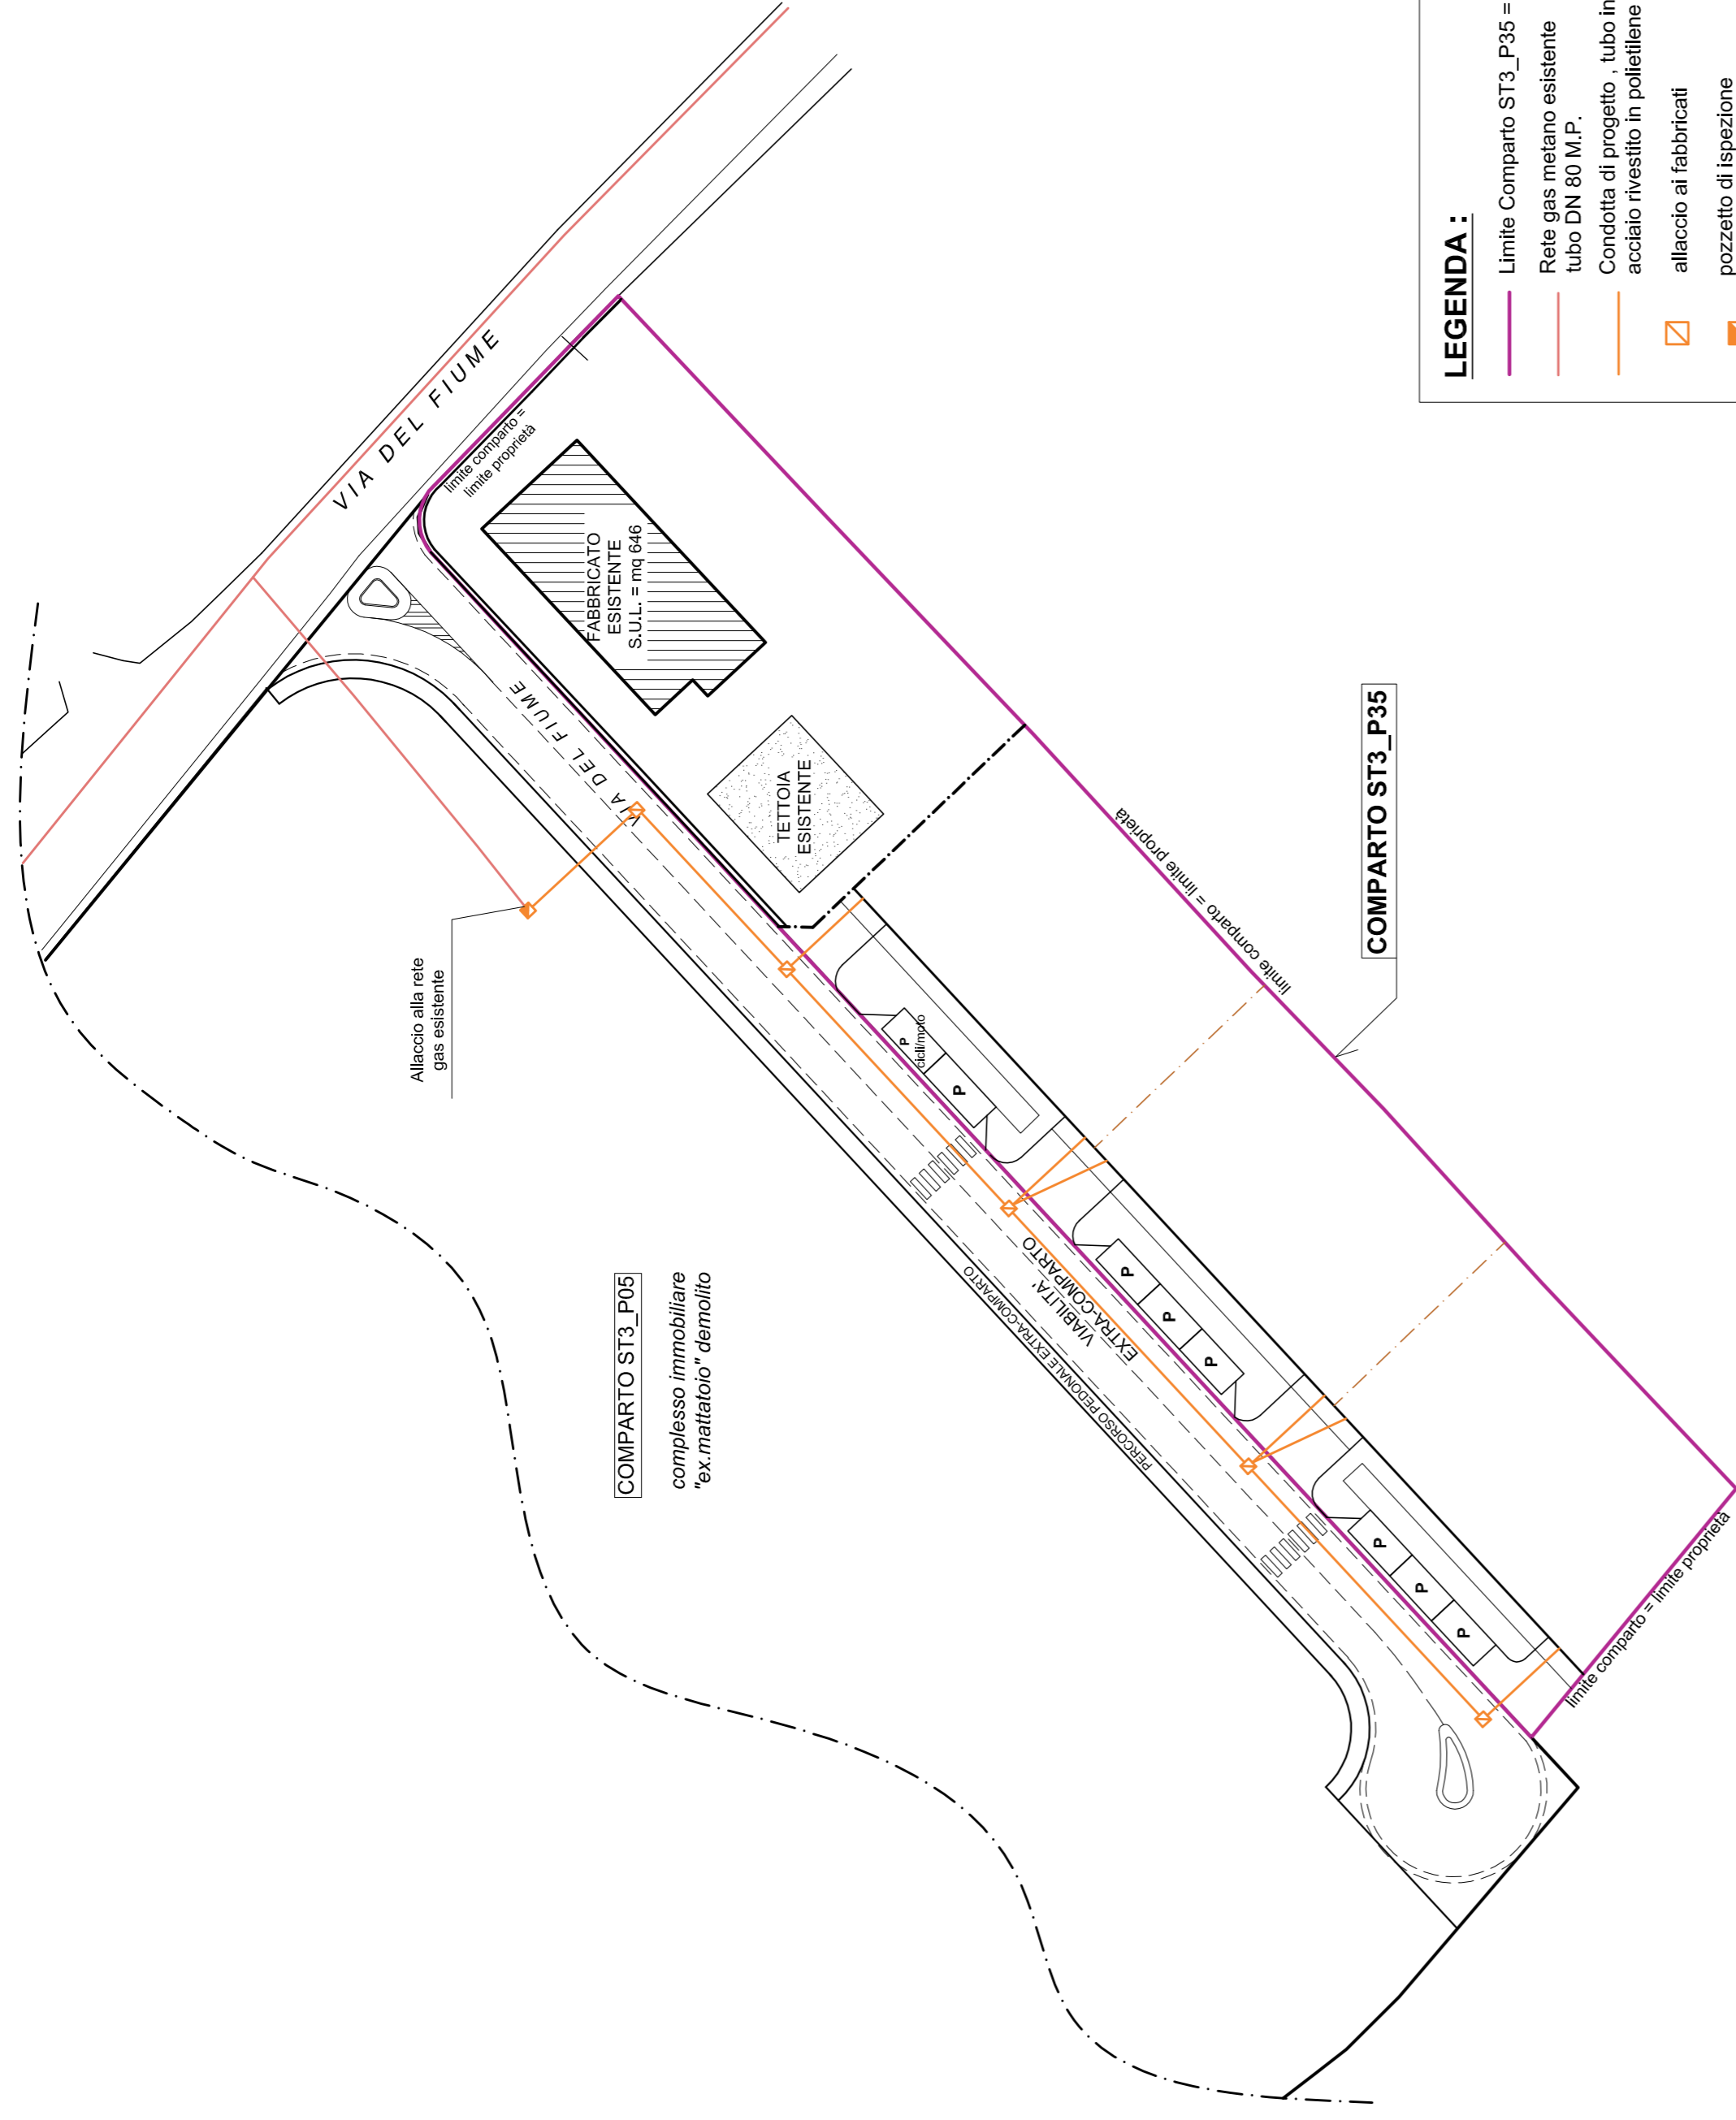 VIA DEL FIUME
limite comparto =
limite proprietà
FABBRICATO
ESISTENTE
S.U.L. = mq 646
VIA DEL FIUME
TETTOIA
ESISTENTE
Allaccio alla rete
gas esistente
P
cicli/moto
P
limite comparto = limite proprietà
COMPARTO ST3_P35
COMPARTO ST3_P05
complesso immobiliare
"ex.mattatoio" demolito
VIABILITA'
EXTRA-COMPARTO
PERCORSO PEDONALE EXTRA-COMPARTO
P
P
P
P
P
P
limite comparto = limite proprietà
LEGENDA :
Limite Comparto ST3_P35 =
Rete gas metano esistente
tubo DN 80 M.P.
Condotta di progetto , tubo in
acciaio rivestito in polietilene
allaccio ai fabbricati
pozzetto di ispezione